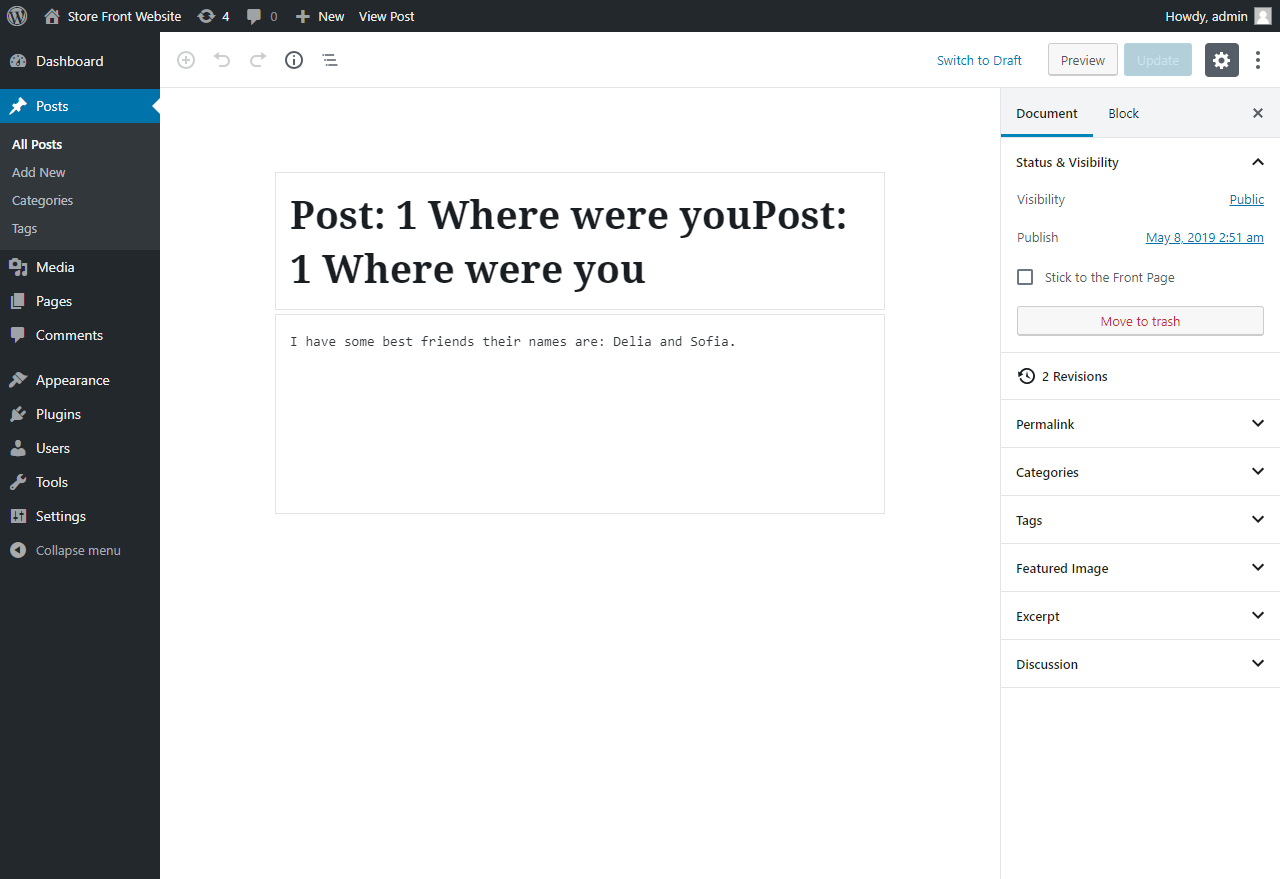 Store Front Website 4 0 New View Post Howdy, admin
Dashboard
Posts
All Posts
Add New
Categories
Tags
Media
Pages
Comments
Appearance
Plugins
Users
Tools
Settings
Collapse menu
Switch to Draft Preview Update
Post: 1 Where were youPost:
1 Where were you
I have some best friends their names are: Delia and Sofia.
Document Block
Status & Visibility
Visibility Public
Publish May 8, 2019 2:51 am
Stick to the Front Page
Move to trash
2 Revisions
Permalink
Categories
Tags
Featured Image
Excerpt
Discussion